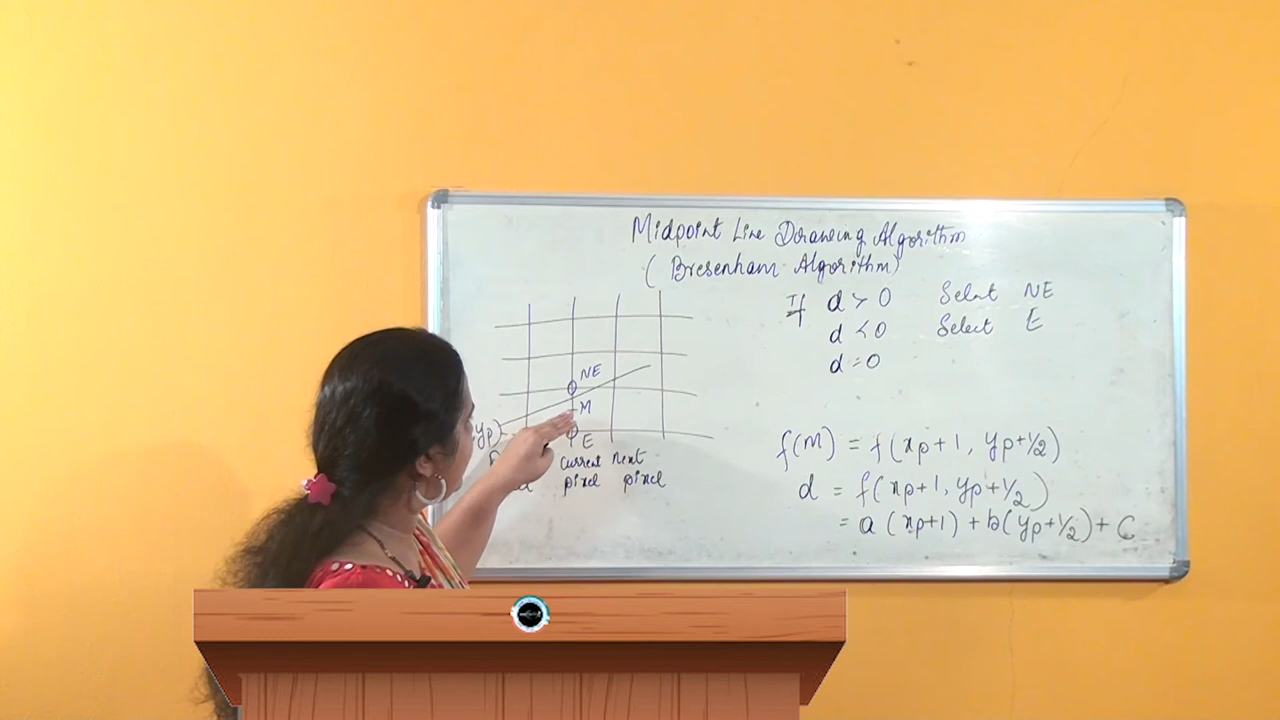 Midpoint Line Drawing Algorithm
(Bresenham Algorithm)
If d > 0 Select NE
d < 0 Select E
d = 0
NE
M
yp)
E
current next
pixel pixel
f(M) = f(xp+1, yp+1/2)
d = f(xp+1, yp+1/2)
= a (xp+1) + b(yp+1/2) + C